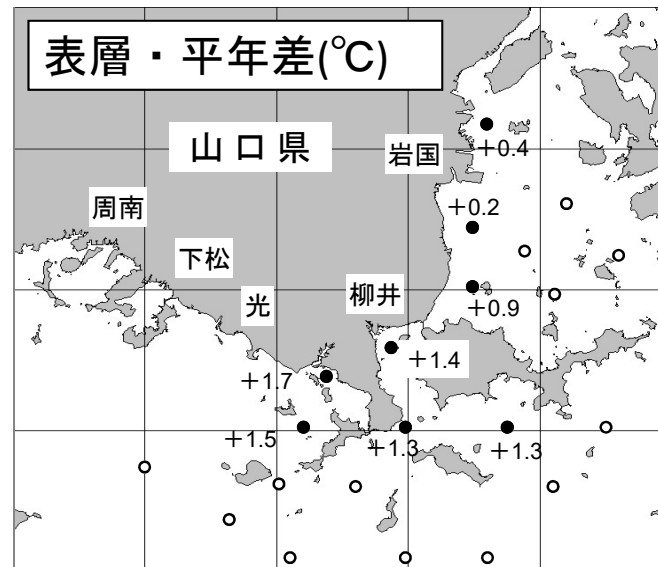 表層・平年差(℃)
山口県
岩国
+0.4
周南
+0.2
下松
柳井
光
+0.9
+1.4
+1.7
+1.5
+1.3
+1.3